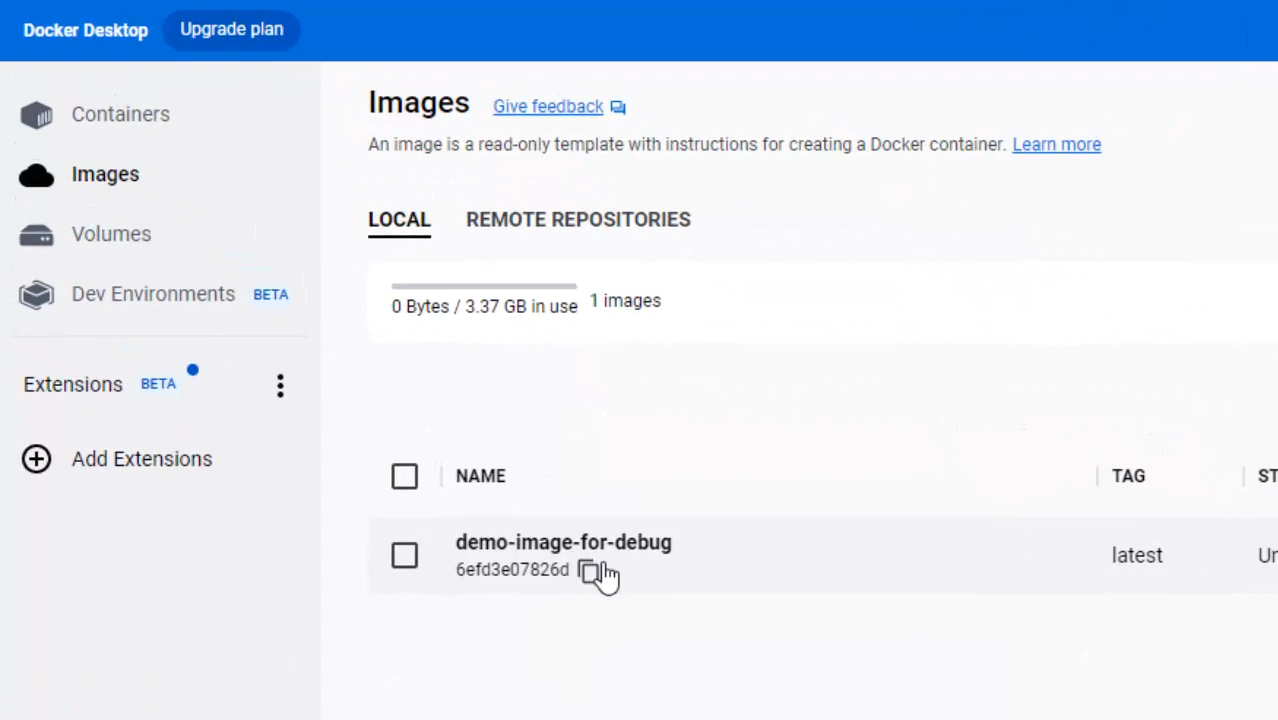 Docker Desktop Upgrade plan
Containers
Images
Volumes
Dev Environments BETA
Extensions BETA
Add Extensions
Images Give feedback
An image is a read-only template with instructions for creating a Docker container. Learn more
LOCAL REMOTE REPOSITORIES
0 Bytes / 3.37 GB in use 1 images
NAME TAG ST
demo-image-for-debug
6efd3e07826d
latest Ur